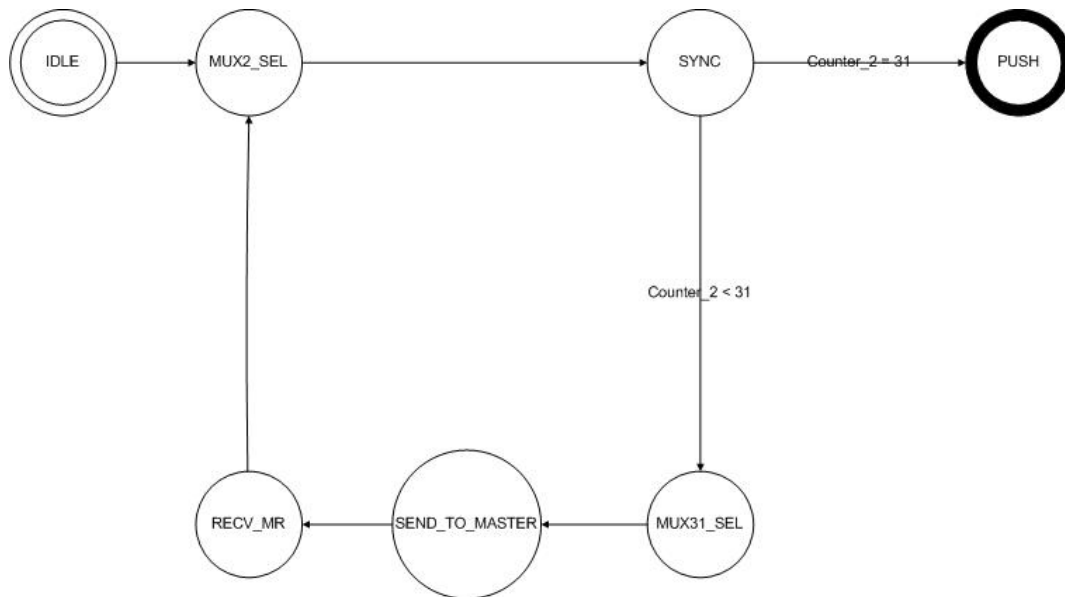 IDLE
MUX2_SEL
SYNC
Counter_2 = 31
PUSH
Counter_2 < 31
RECV_MR
SEND_TO_MASTER
MUX31_SEL